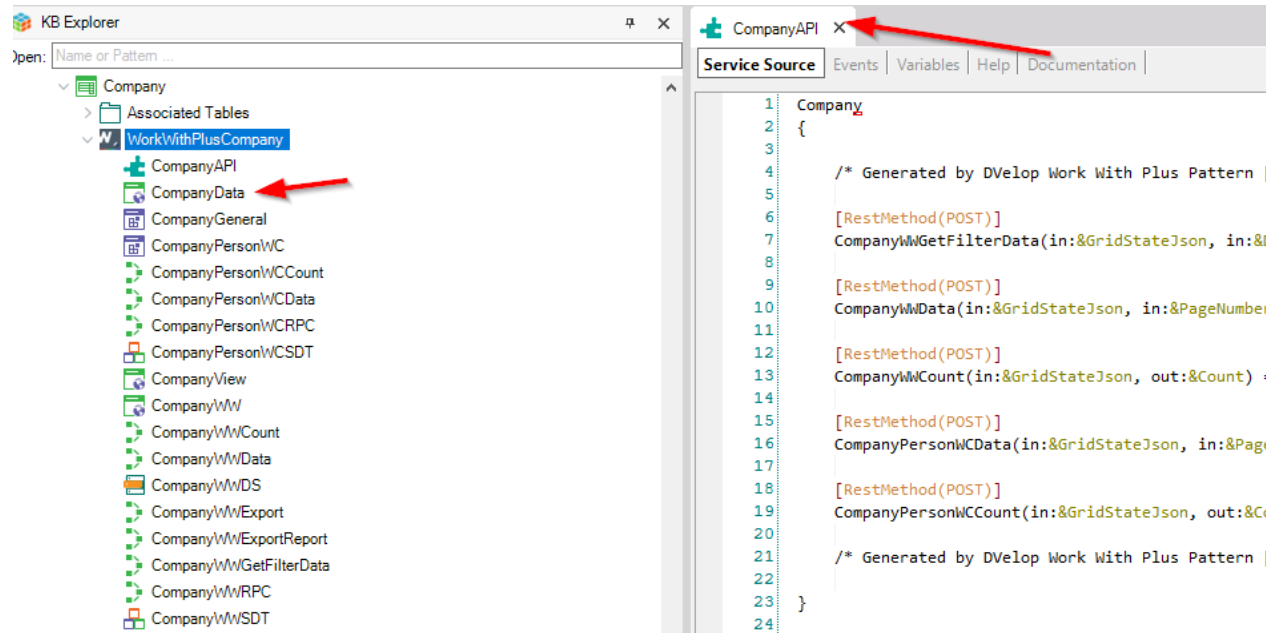 KB Explorer
Open: Name or Pattern ...
Company
Associated Tables
WorkWithPlusCompany
CompanyAPI
CompanyData
CompanyGeneral
CompanyPersonWC
CompanyPersonWCCount
CompanyPersonWCData
CompanyPersonWCRPC
CompanyPersonWCSDT
CompanyView
CompanyWW
CompanyWWCount
CompanyWWData
CompanyWWDS
CompanyWWExport
CompanyWWExportReport
CompanyWWGetFilterData
CompanyWWRPC
CompanyWWSDT
CompanyAPI
Service Source Events Variables Help Documentation
1 Company
2 {
3
4 /* Generated by DVelop Work With Plus Pattern
5
6 [RestMethod(POST)]
7 CompanyWWGetFilterData(in:&GridStateJson, in:&
8
9 [RestMethod(POST)]
10 CompanyWWData(in:&GridStateJson, in:&PageNumber
11
12 [RestMethod(POST)]
13 CompanyWWCount(in:&GridStateJson, out:&Count) =
14
15 [RestMethod(POST)]
16 CompanyPersonWCData(in:&GridStateJson, in:&Page
17
18 [RestMethod(POST)]
19 CompanyPersonWCCount(in:&GridStateJson, out:&Co
20
21 /* Generated by DVelop Work With Plus Pattern
22
23 }
24